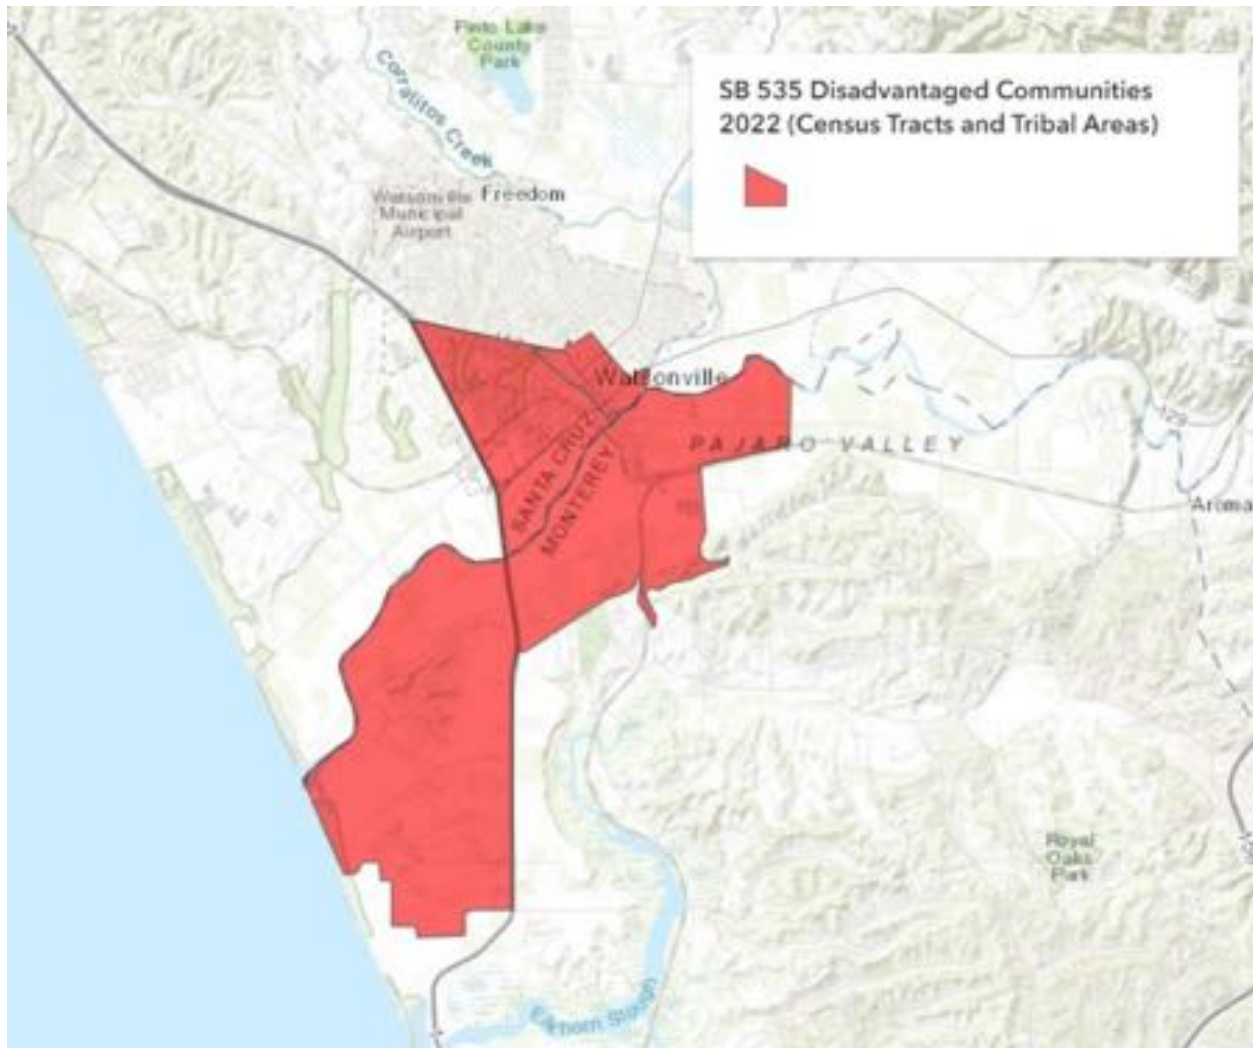 Pinto Lake
County
Park
Corralitos Creek
SB 535 Disadvantaged Communities
2022 (Census Tracts and Tribal Areas)
Watsonville
Municipal
Airport
Freedom
Watsonville
PAJARO VALLEY
129
SANTA CRUZ
MONTEREY
Aroma
Royal
Oaks
Park
Elkhorn Slough